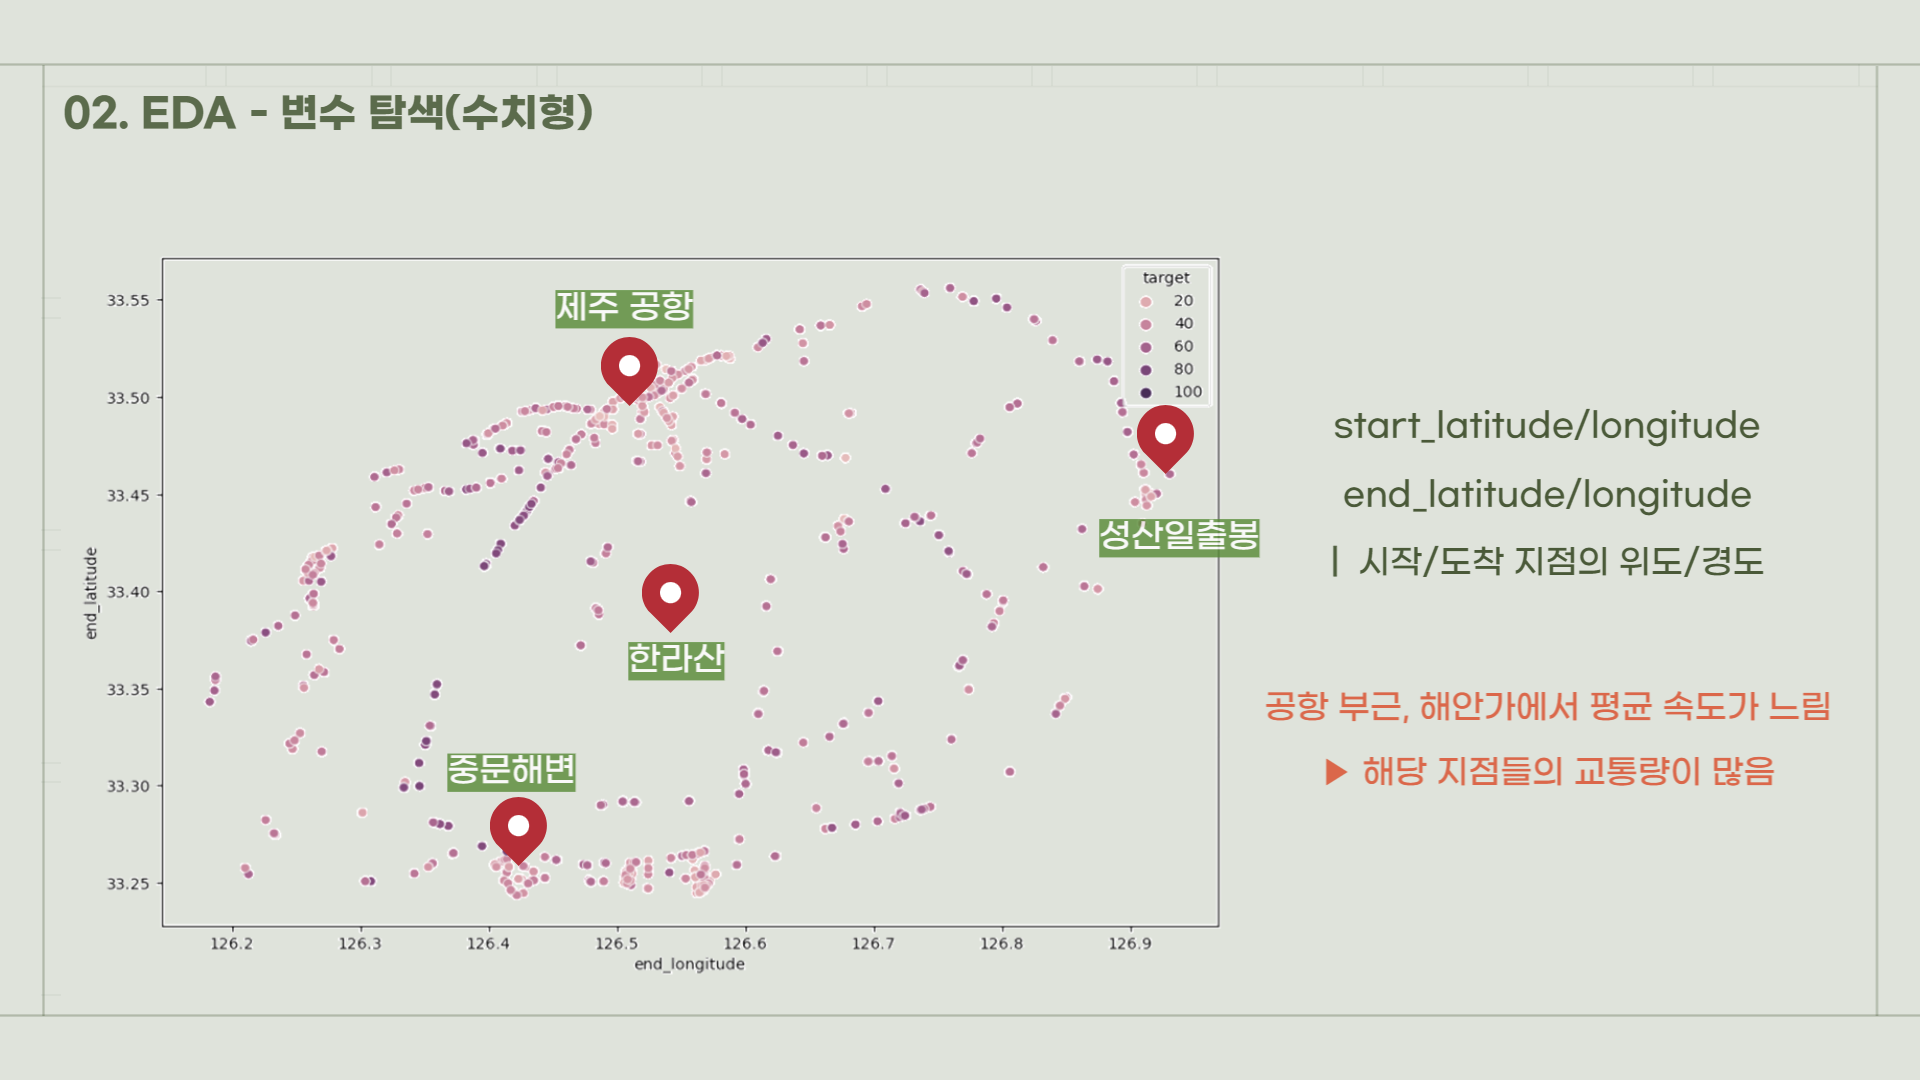 02. EDA - 변수 탐색(수치형)
제주 공항
한라산
중문해변
성산일출봉
target
20
40
60
80
100
33.55
33.50
33.45
33.40
33.35
33.30
33.25
end_latitude
126.2 126.3 126.4 126.5 126.6 126.7 126.8 126.9
end_longitude
start_latitude/longitude
end_latitude/longitude
| 시작/도착 지점의 위도/경도
공항 부근, 해안가에서 평균 속도가 느림
▶ 해당 지점들의 교통량이 많음